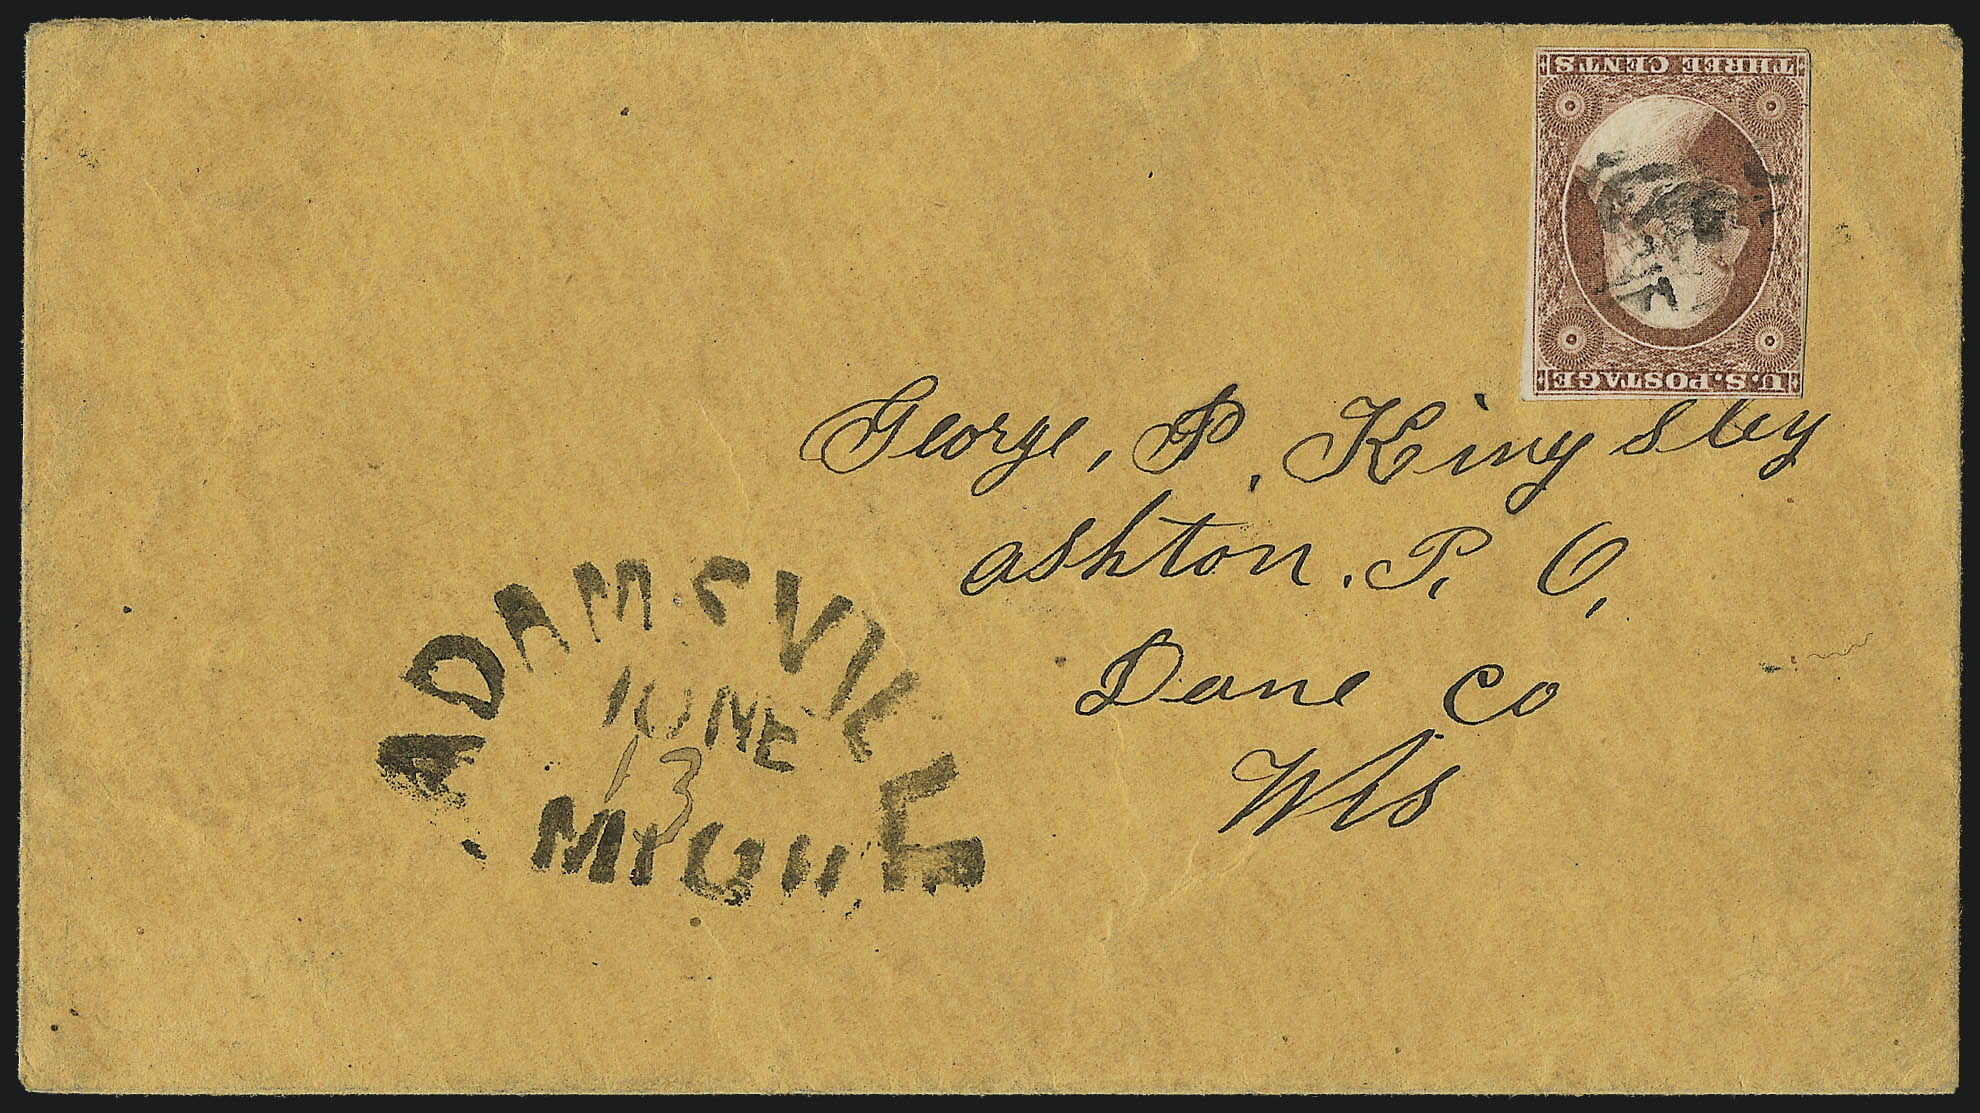 THREE CENTS
U.S. POSTAGE
George, P. Kingsley
ashton. P. O,
Dane Co
Wis
ADAMSVILLE
JUNE
13
MICH